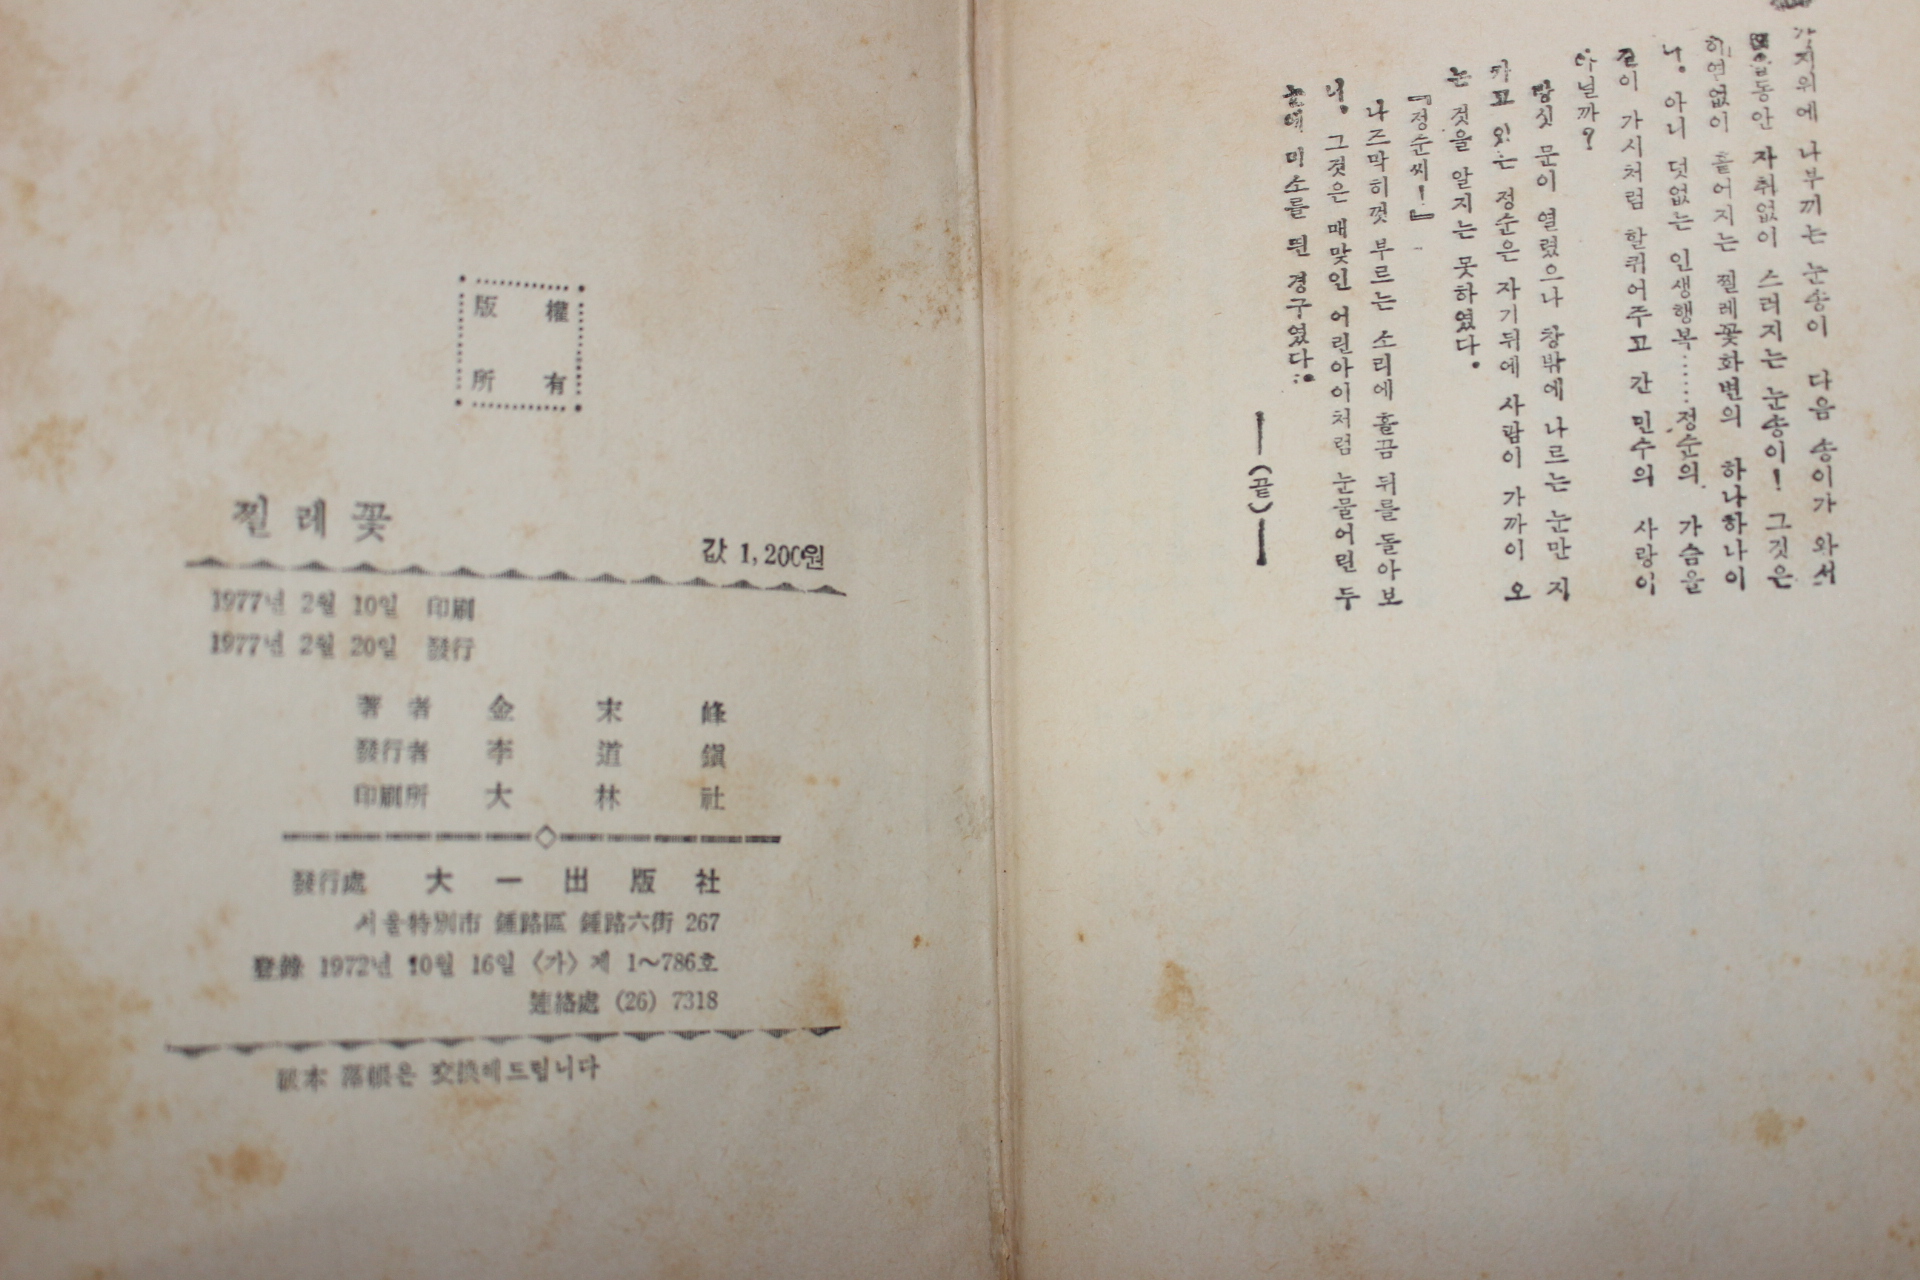 가지위에 나부끼는 눈송이 다음 송이가 와서
동안 자취없이 스러지는 눈송이! 그것은
하염없이 흩어지는 찔레꽃화변의 하나하나이
니。 아니 덧없는 인생행복……정순의 가슴을
같이 가시처럼 할퀴어주고 간 민수의 사랑이
아닐까?
방싯 문이 열렸으나 창밖에 나르는 눈만 지
키고 있는 정순은 자기뒤에 사람이 가까이 오
는 것을 알지는 못하였다。
『정순씨!』
나즈막히껏 부르는 소리에 홀끔 뒤를 돌아보
니。 그것은 매맞인 어린아이처럼 눈물어린 두
눈에 미소를 띤 경구였다。
―(끝)―
版權
所有
찔레꽃
값 1,200원
1977년 2월 10일 印刷
1977년 2월 20일 發行
著者 金末峰
發行者 李道鎭
印刷所 大林社
發行處 大一出版社
서울特別市 鍾路區 鍾路六街 267
登錄 1972년 10월 16일 〈가〉 제 1~786호
連絡處 (26) 7318
交換해드립니다